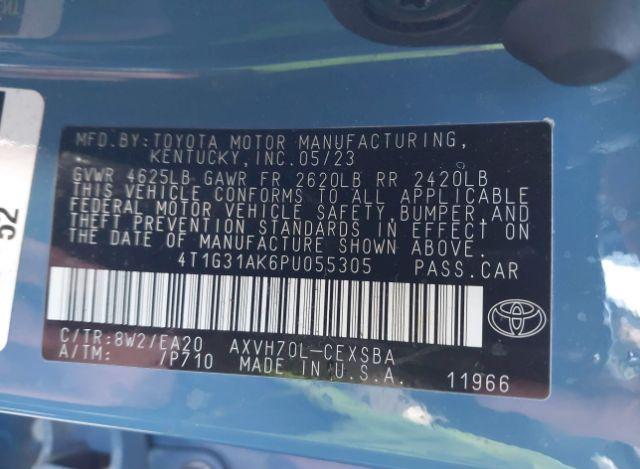 MFD.BY:TOYOTA MOTOR MANUFACTURING,
KENTUCKY,INC.05/23
GVWR 4625LB GAWR FR 2620LB RR 2420LB
THIS VEHICLE CONFORMS TO ALL APPLICABLE
FEDERAL MOTOR VEHICLE SAFETY,BUMPER,AND
THEFT PREVENTION STANDARDS IN EFFECT ON
THE DATE OF MANUFACTURE SHOWN ABOVE.
4T1G31AK6PU055305 PASS.CAR
C/TR:8W2/EA20 AXVH70L-CEXSBA
A/TM: /P710 MADE IN U.S.A.
11966
52